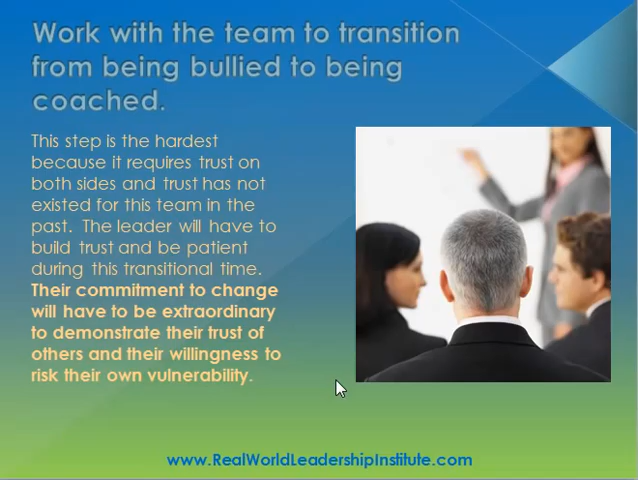 Work with the team to transition
from being bullied to being
coached.
This step is the hardest
because it requires trust on
both sides and trust has not
existed for this team in the
past.  The leader will have to
build trust and be patient
during this transitional time.
Their commitment to change
will have to be extraordinary
to demonstrate their trust of
others and their willingness to
risk their own vulnerability.
www.RealWorldLeadershipInstitute.com